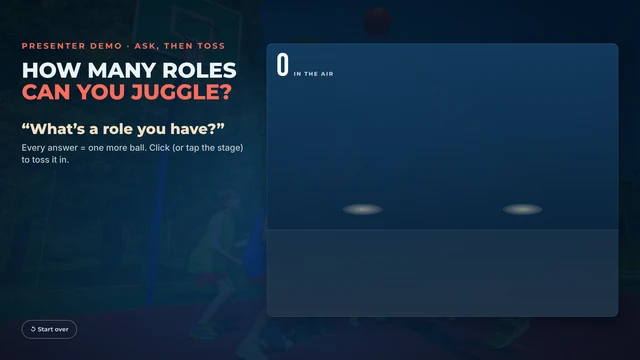 PRESENTER DEMO · ASK, THEN TOSS
HOW MANY ROLES
CAN YOU JUGGLE?
“What’s a role you have?”
Every answer = one more ball. Click (or tap the stage)
to toss it in.
0 IN THE AIR
↺ Start over